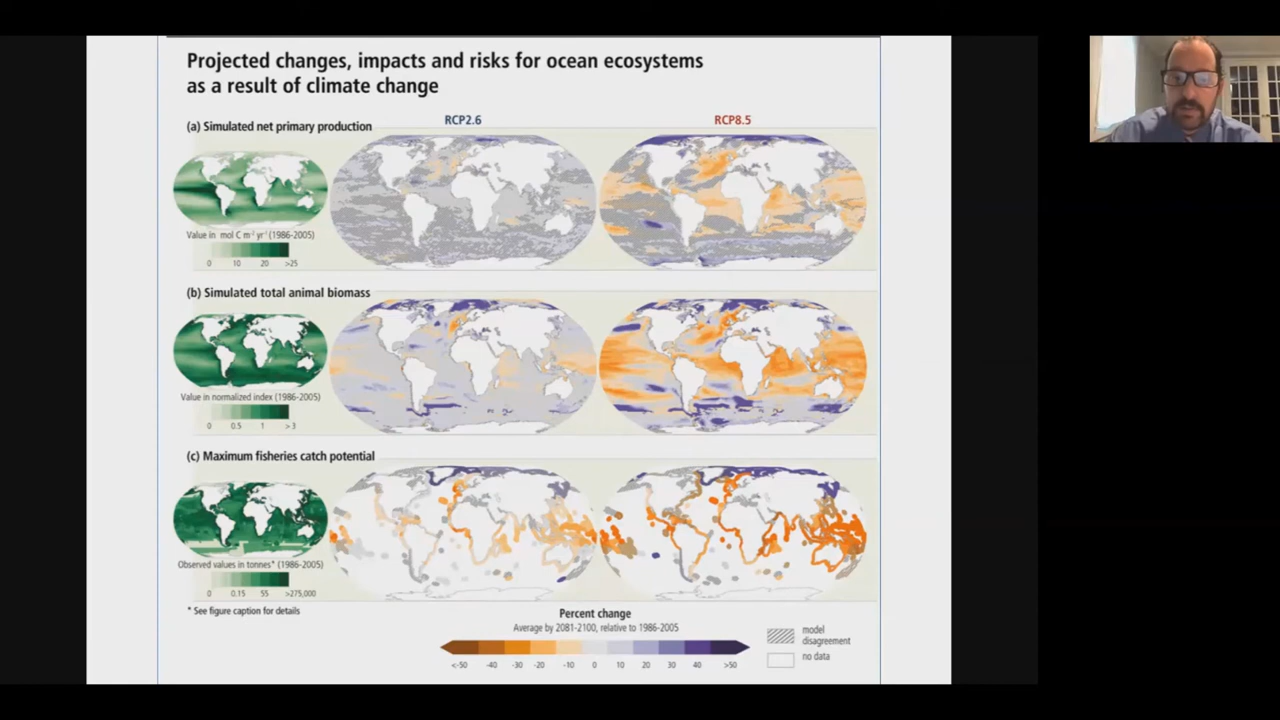 Projected changes, impacts and risks for ocean ecosystems
as a result of climate change
RCP2.6
RCP8.5
(a) Simulated net primary production
Value in mol C m⁻² yr⁻¹ (1986-2005)
0 10 20 >25
(b) Simulated total animal biomass
Value in normalized index (1986-2005)
0 0.5 1 >3
(c) Maximum fisheries catch potential
Observed values in tonnes* (1986-2005)
0 0.15 55 >275,000
* See figure caption for details
Percent change
Average by 2081-2100, relative to 1986-2005
<-50 -40 -30 -20 -10 0 10 20 30 40 >50
model
disagreement
no data